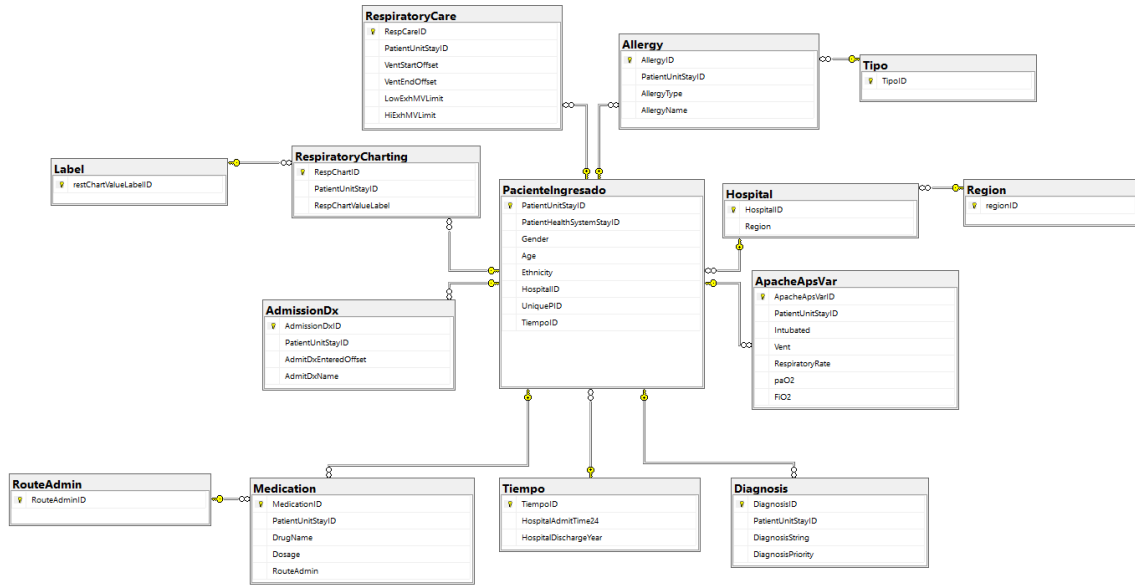 RespiratoryCare
RespCareID
PatientUnitStayID
VentStartOffset
VentEndOffset
LowExhMVLimit
HiExhMVLimit
Allergy
AllergyID
PatientUnitStayID
AllergyType
AllergyName
Tipo
TipoID
Label
restChartValueLabelID
RespiratoryCharting
RespChartID
PatientUnitStayID
RespChartValueLabel
PacienteIngresado
PatientUnitStayID
PatientHealthSystemStayID
Gender
Age
Ethnicity
HospitalID
UniquePID
TiempoID
Hospital
HospitalID
Region
Region
regionID
AdmissionDx
AdmissionDxID
PatientUnitStayID
AdmitDxEnteredOffset
AdmitDxName
ApacheApsVar
ApacheApsVarID
PatientUnitStayID
Intubated
Vent
RespiratoryRate
paO2
FiO2
RouteAdmin
RouteAdminID
Medication
MedicationID
PatientUnitStayID
DrugName
Dosage
RouteAdmin
Tiempo
TiempoID
HospitalAdmitTime24
HospitalDischargeYear
Diagnosis
DiagnosisID
PatientUnitStayID
DiagnosisString
DiagnosisPriority